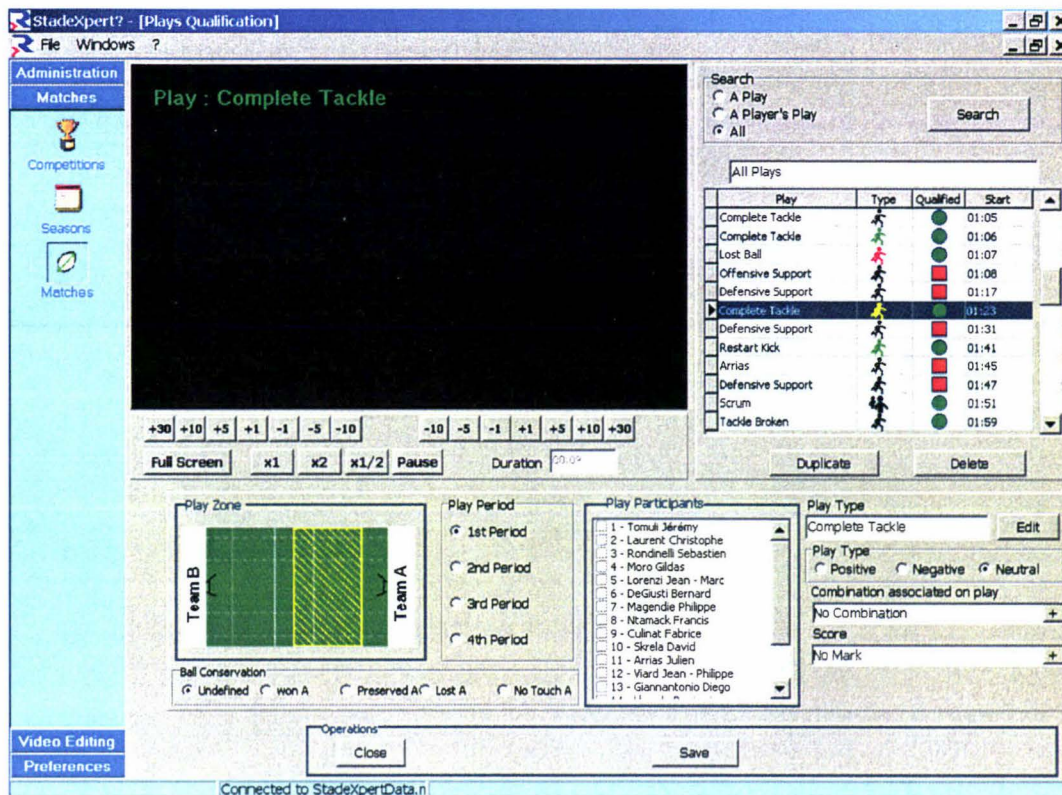 StadeXpert? - [Plays Qualification]
File Windows ?
Administration
Matches
Competitions
Seasons
Matches
Play : Complete Tackle
Search
A Play
A Player's Play
All
Search
All Plays
Play Type Qualified Start
Complete Tackle 01:05
Complete Tackle 01:06
Lost Ball 01:07
Offensive Support 01:08
Defensive Support 01:17
Complete Tackle 01:23
Defensive Support 01:31
Restart Kick 01:41
Arrias 01:45
Defensive Support 01:47
Scrum 01:51
Tackle Broken 01:59
+30 +10 +5 +1 -1 -5 -10 -10 -5 -1 +1 +5 +10 +30
Full Screen x1 x2 x1/2 Pause Duration
Duplicate Delete
Play Zone
Team B
Team A
Play Period
1st Period
2nd Period
3rd Period
4th Period
Ball Conservation
Undefined won A Preserved A Lost A No Touch A
Play Participants
1 - Tomuli Jérémy
2 - Laurent Christophe
3 - Rondinelli Sebastien
4 - Moro Gildas
5 - Lorenzi Jean - Marc
6 - DeGiusti Bernard
7 - Magendie Philippe
8 - Ntamack Francis
9 - Culinat Fabrice
10 - Skrela David
11 - Arrias Julien
12 - Viard Jean - Philippe
13 - Giannantonio Diego
Play Type
Complete Tackle Edit
Play Type
Positive Negative Neutral
Combination associated on play
No Combination +
Score
No Mark +
Operations
Close Save
Video Editing
Preferences
Connected to StadeXpertData.n